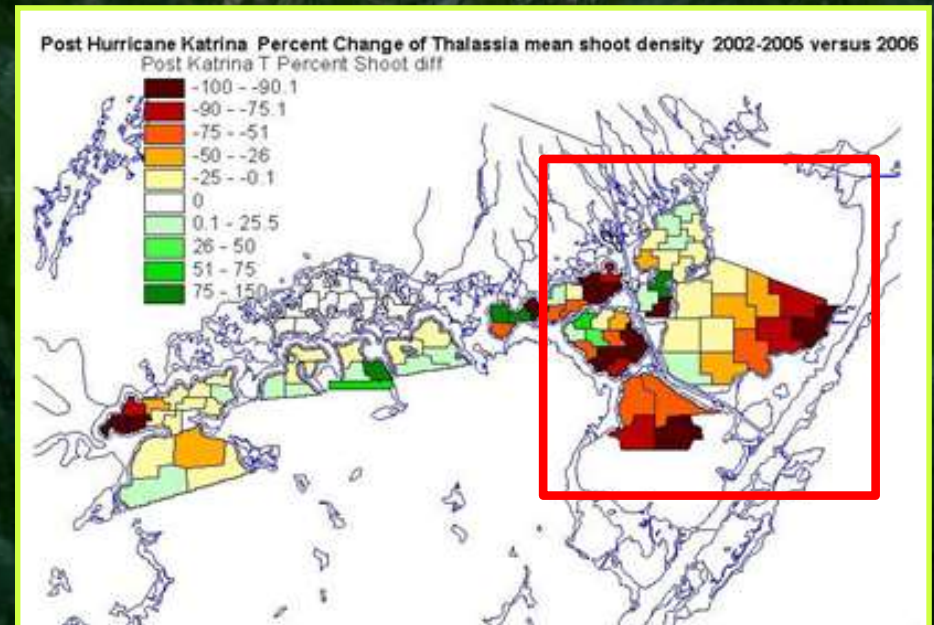 Post Hurricane Katrina Percent Change of Thalassia mean shoot density 2002-2005 versus 2006
Post Katrina T Percent Shoot diff
-100 - -90.1
-90 - -75.1
-75 - -51
-50 - -26
-25 - -0.1
0
0.1 - 25.5
26 - 50
51 - 75
75 - 150